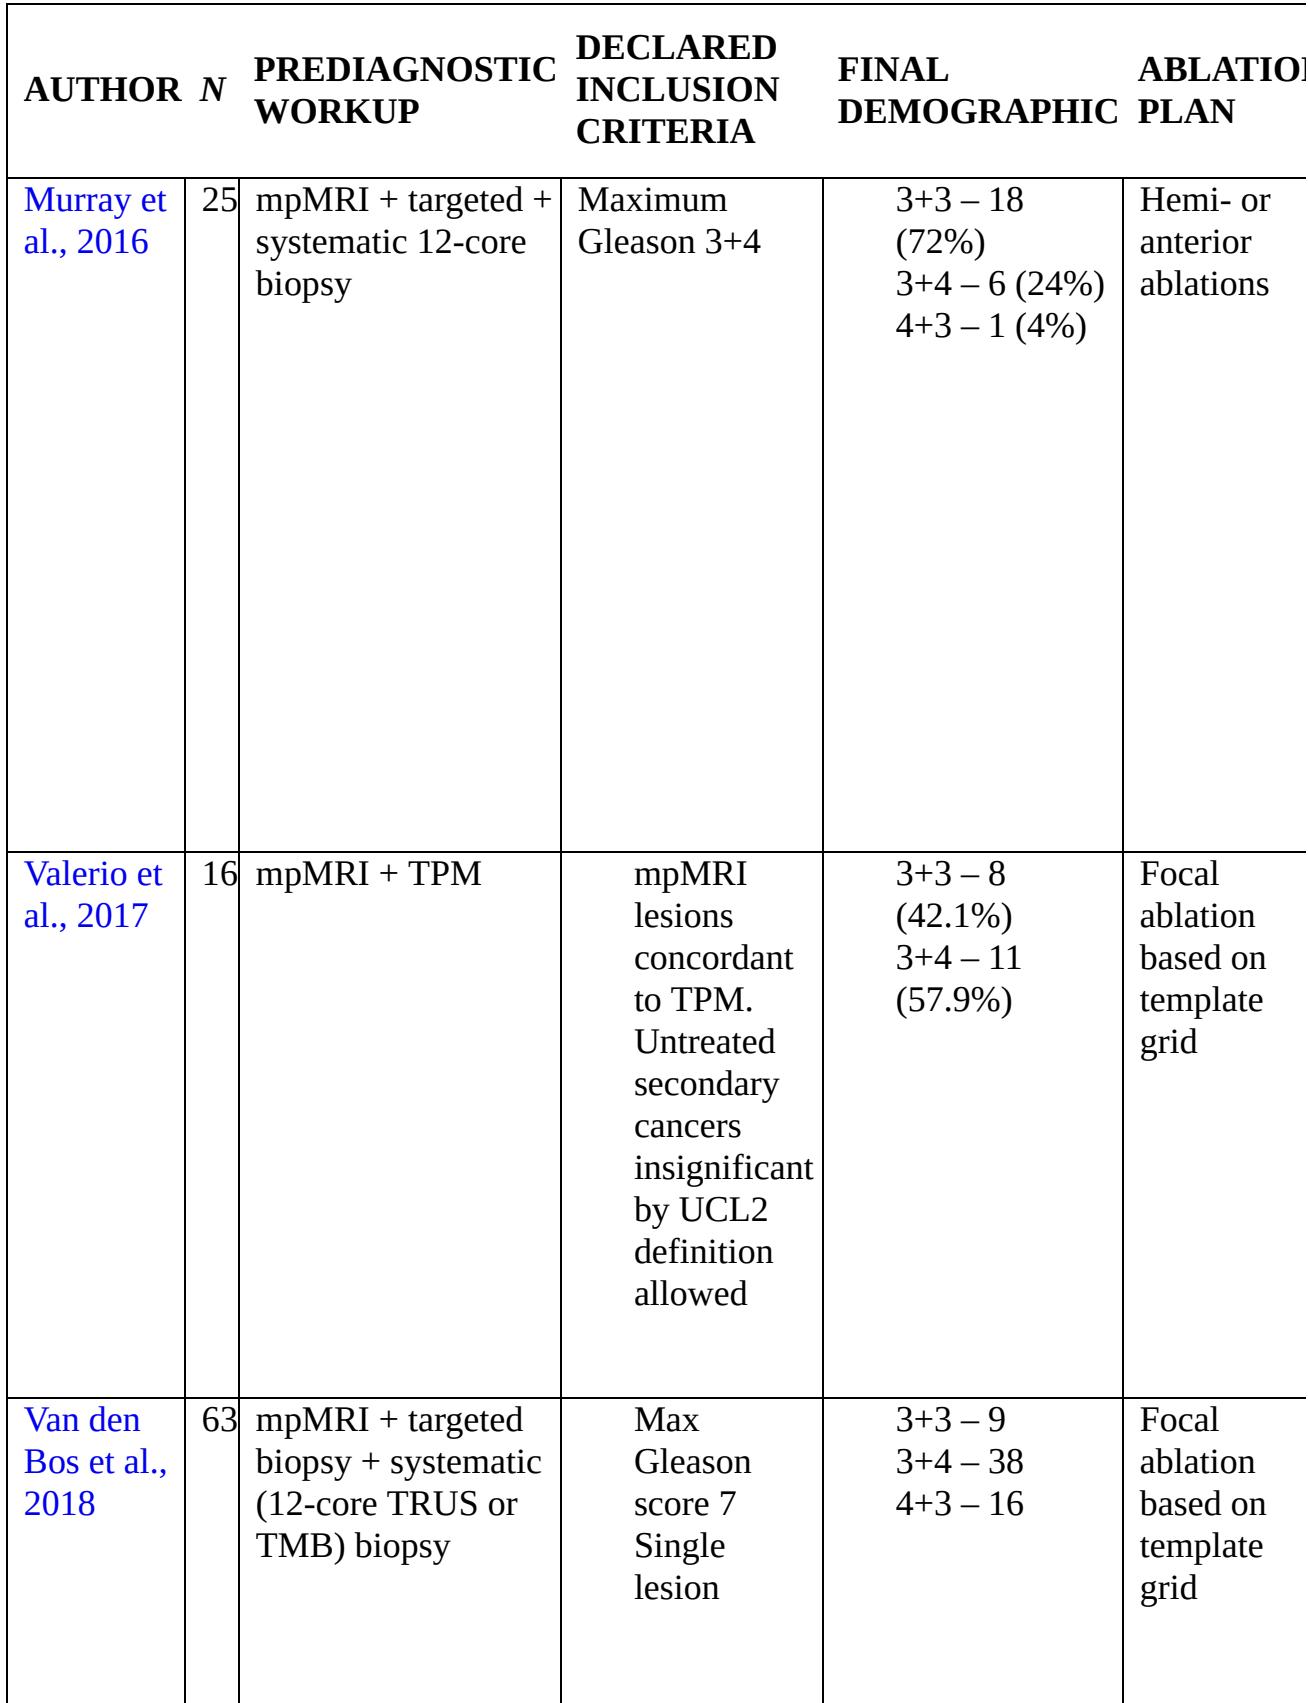 AUTHOR N PREDIAGNOSTIC WORKUP DECLARED INCLUSION CRITERIA FINAL DEMOGRAPHIC ABLATION PLAN
Murray et
al., 2016
25
mpMRI + targeted +
systematic 12-core
biopsy
Maximum
Gleason 3+4
3+3 – 18
(72%)
3+4 – 6 (24%)
4+3 – 1 (4%)
Hemi- or
anterior
ablations
Valerio et
al., 2017
16
mpMRI + TPM
mpMRI
lesions
concordant
to TPM.
Untreated
secondary
cancers
insignificant
by UCL2
definition
allowed
3+3 – 8
(42.1%)
3+4 – 11
(57.9%)
Focal
ablation
based on
template
grid
Van den
Bos et al.,
2018
63
mpMRI + targeted
biopsy + systematic
(12-core TRUS or
TMB) biopsy
Max
Gleason
score 7
Single
lesion
3+3 – 9
3+4 – 38
4+3 – 16
Focal
ablation
based on
template
grid